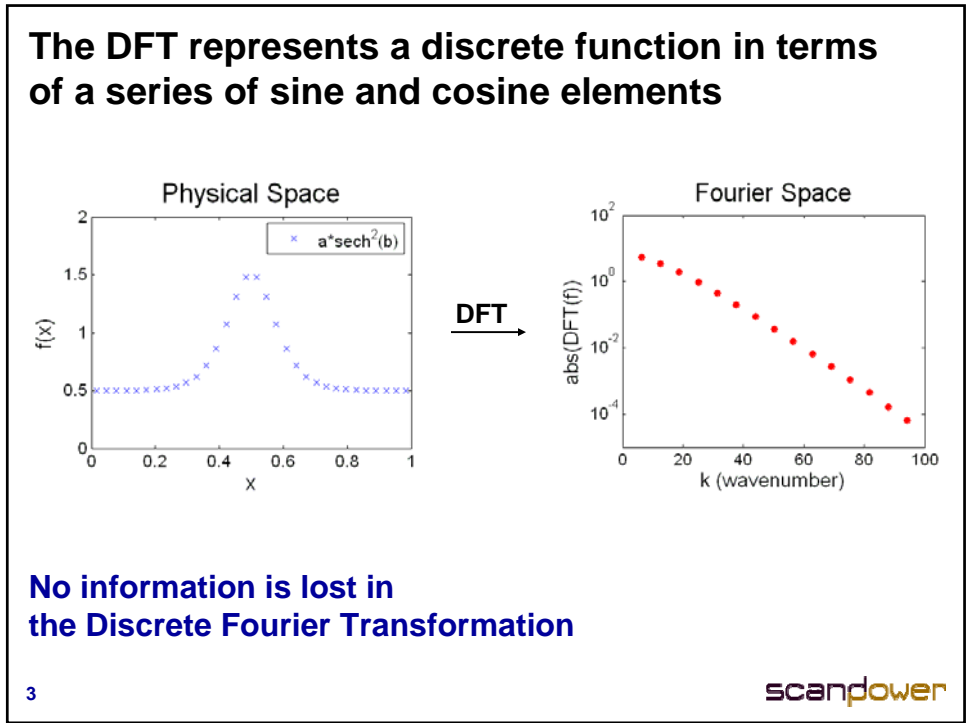 The DFT represents a discrete function in terms
of a series of sine and cosine elements
Physical Space
2
1.5
1
0.5
0
f(x)
× a*sech²(b)
0 0.2 0.4 0.6 0.8 1
x
DFT
Fourier Space
10²
10⁰
10⁻²
10⁻⁴
abs(DFT(f))
0 20 40 60 80 100
k (wavenumber)
No information is lost in
the Discrete Fourier Transformation
3
scandpower